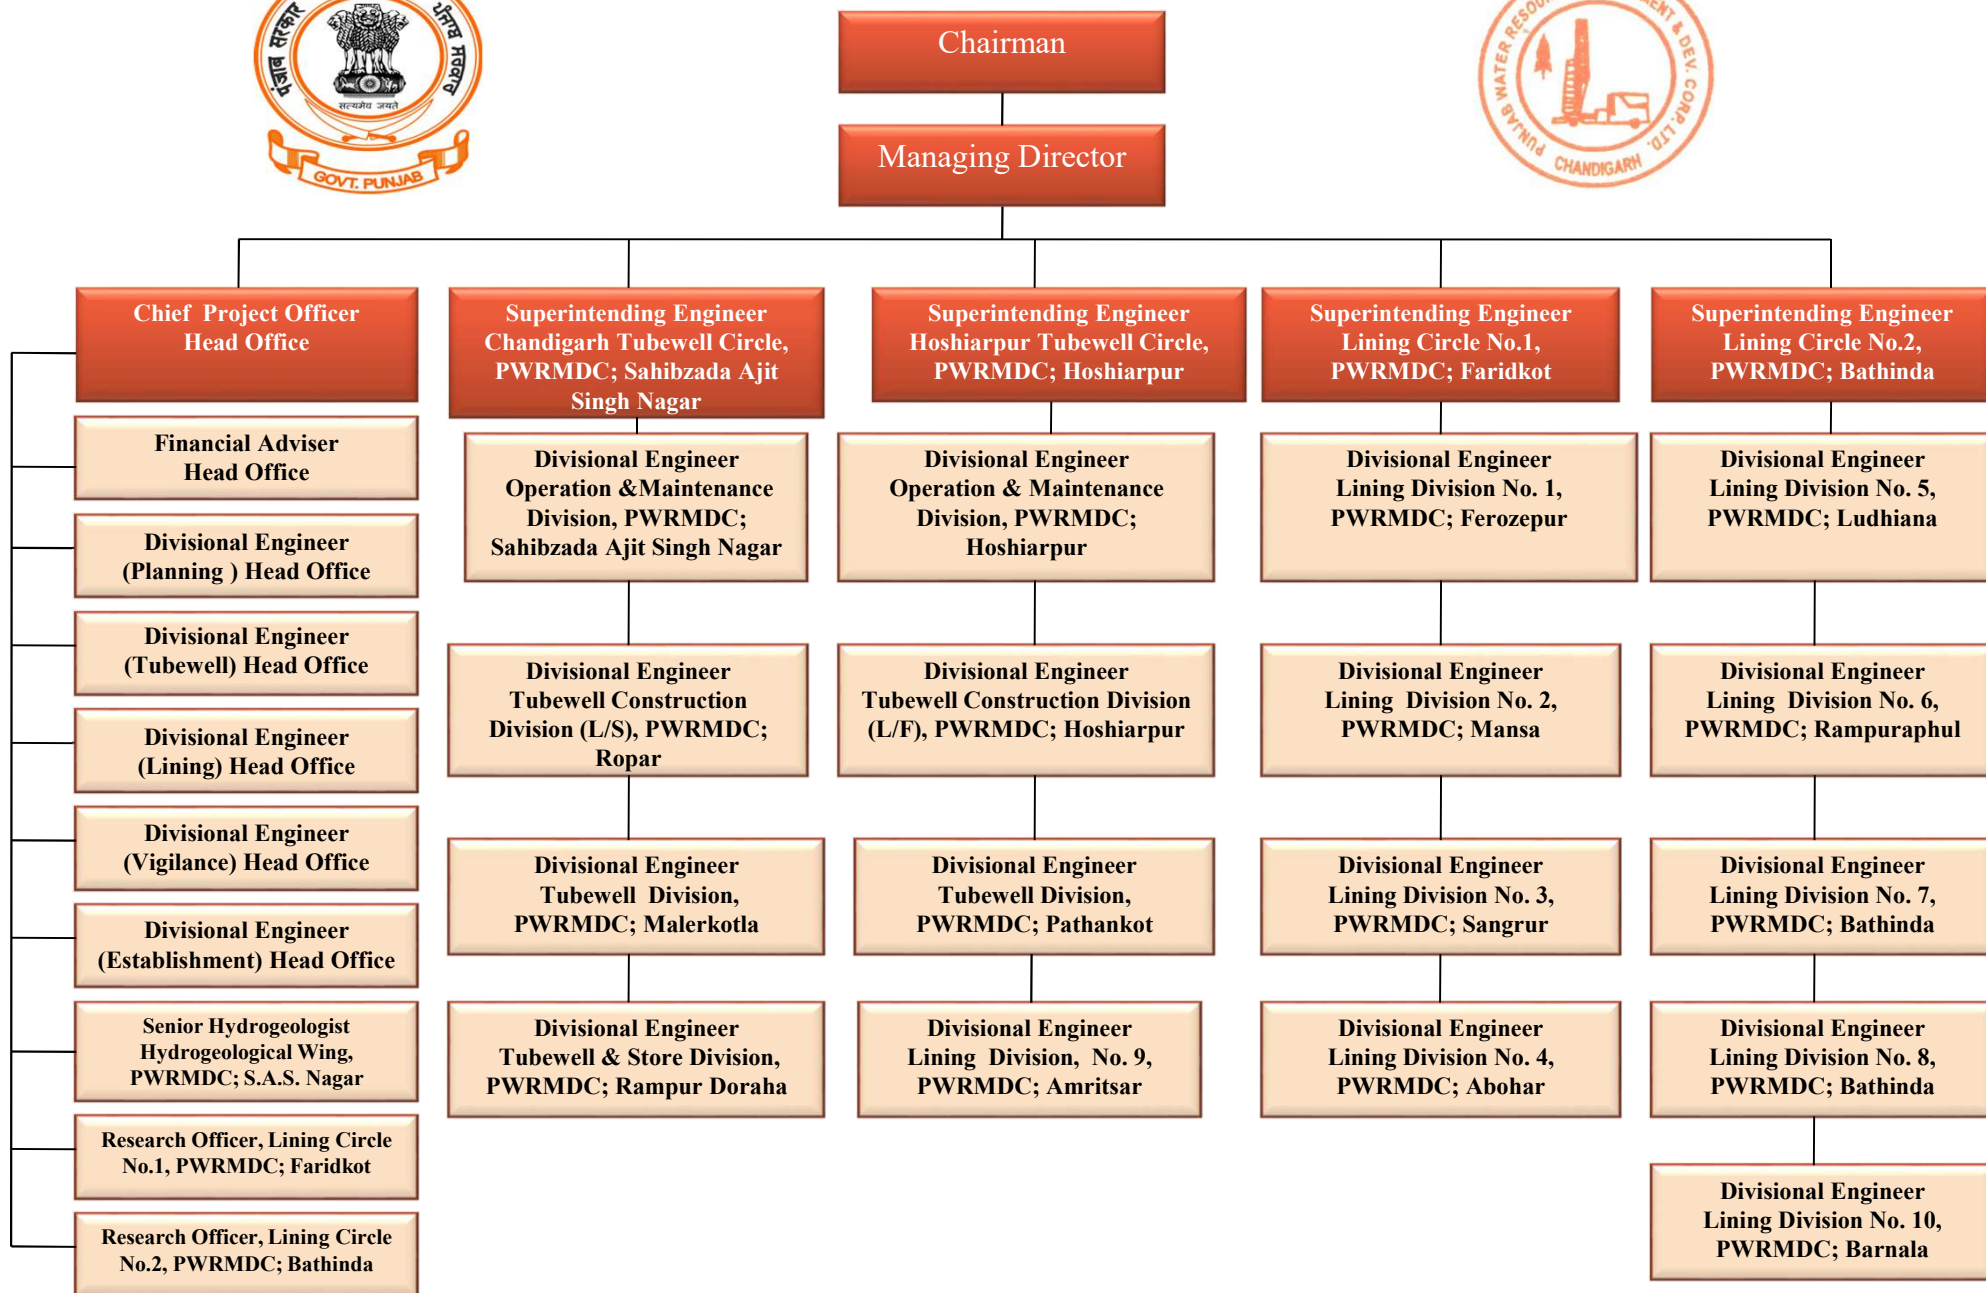 ਪੰਜਾਬ ਸਰਕਾਰ
पंजाब सरकार
सत्यमेव जयते
GOVT. PUNJAB
Chairman
Managing Director
PUNJAB WATER RESOU
MENT & DEV. CORP. LTD.
CHANDIGARH
Chief Project Officer
Head Office
Financial Adviser
Head Office
Divisional Engineer
(Planning ) Head Office
Divisional Engineer
(Tubewell) Head Office
Divisional Engineer
(Lining) Head Office
Divisional Engineer
(Vigilance) Head Office
Divisional Engineer
(Establishment) Head Office
Senior Hydrogeologist
Hydrogeological Wing,
PWRMDC; S.A.S. Nagar
Research Officer, Lining Circle
No.1, PWRMDC; Faridkot
Research Officer, Lining Circle
No.2, PWRMDC; Bathinda
Superintending Engineer
Chandigarh Tubewell Circle,
PWRMDC; Sahibzada Ajit
Singh Nagar
Divisional Engineer
Operation &Maintenance
Division, PWRMDC;
Sahibzada Ajit Singh Nagar
Divisional Engineer
Tubewell Construction
Division (L/S), PWRMDC;
Ropar
Divisional Engineer
Tubewell Division,
PWRMDC; Malerkotla
Divisional Engineer
Tubewell & Store Division,
PWRMDC; Rampur Doraha
Superintending Engineer
Hoshiarpur Tubewell Circle,
PWRMDC; Hoshiarpur
Divisional Engineer
Operation & Maintenance
Division, PWRMDC;
Hoshiarpur
Divisional Engineer
Tubewell Construction Division
(L/F), PWRMDC; Hoshiarpur
Divisional Engineer
Tubewell Division,
PWRMDC; Pathankot
Divisional Engineer
Lining Division, No. 9,
PWRMDC; Amritsar
Superintending Engineer
Lining Circle No.1,
PWRMDC; Faridkot
Divisional Engineer
Lining Division No. 1,
PWRMDC; Ferozepur
Divisional Engineer
Lining Division No. 2,
PWRMDC; Mansa
Divisional Engineer
Lining Division No. 3,
PWRMDC; Sangrur
Divisional Engineer
Lining Division No. 4,
PWRMDC; Abohar
Superintending Engineer
Lining Circle No.2,
PWRMDC; Bathinda
Divisional Engineer
Lining Division No. 5,
PWRMDC; Ludhiana
Divisional Engineer
Lining Division No. 6,
PWRMDC; Rampuraphul
Divisional Engineer
Lining Division No. 7,
PWRMDC; Bathinda
Divisional Engineer
Lining Division No. 8,
PWRMDC; Bathinda
Divisional Engineer
Lining Division No. 10,
PWRMDC; Barnala